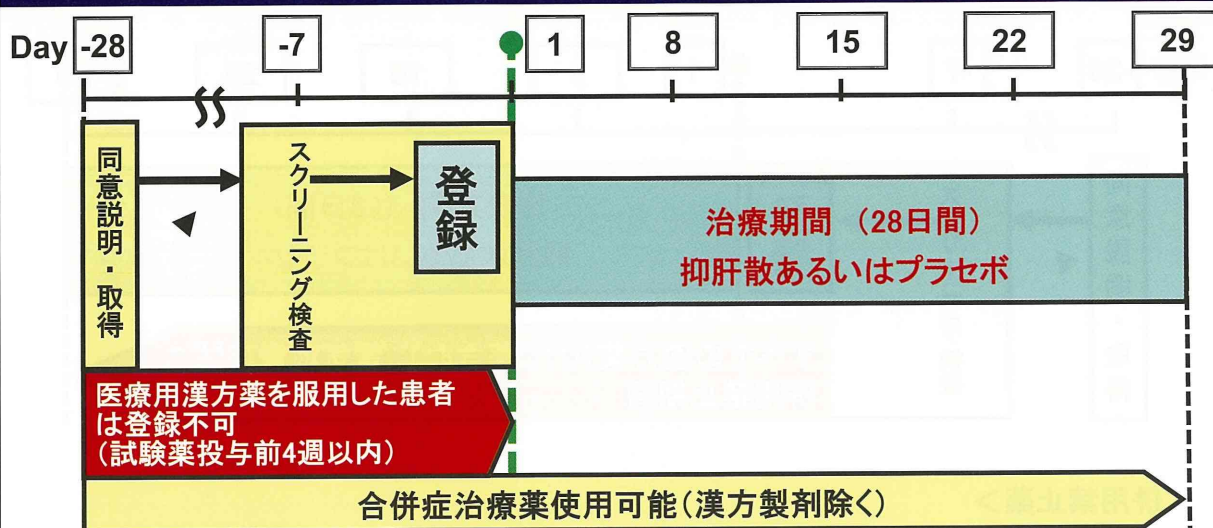 Day -28 -7 1 8 15 22 29
同意説明・取得
スクリーニング検査
登録
治療期間 (28日間)
抑肝散あるいはプラセボ
医療用漢方薬を服用した患者
は登録不可
(試験薬投与前4週以内)
合併症治療薬使用可能(漢方製剤除く)